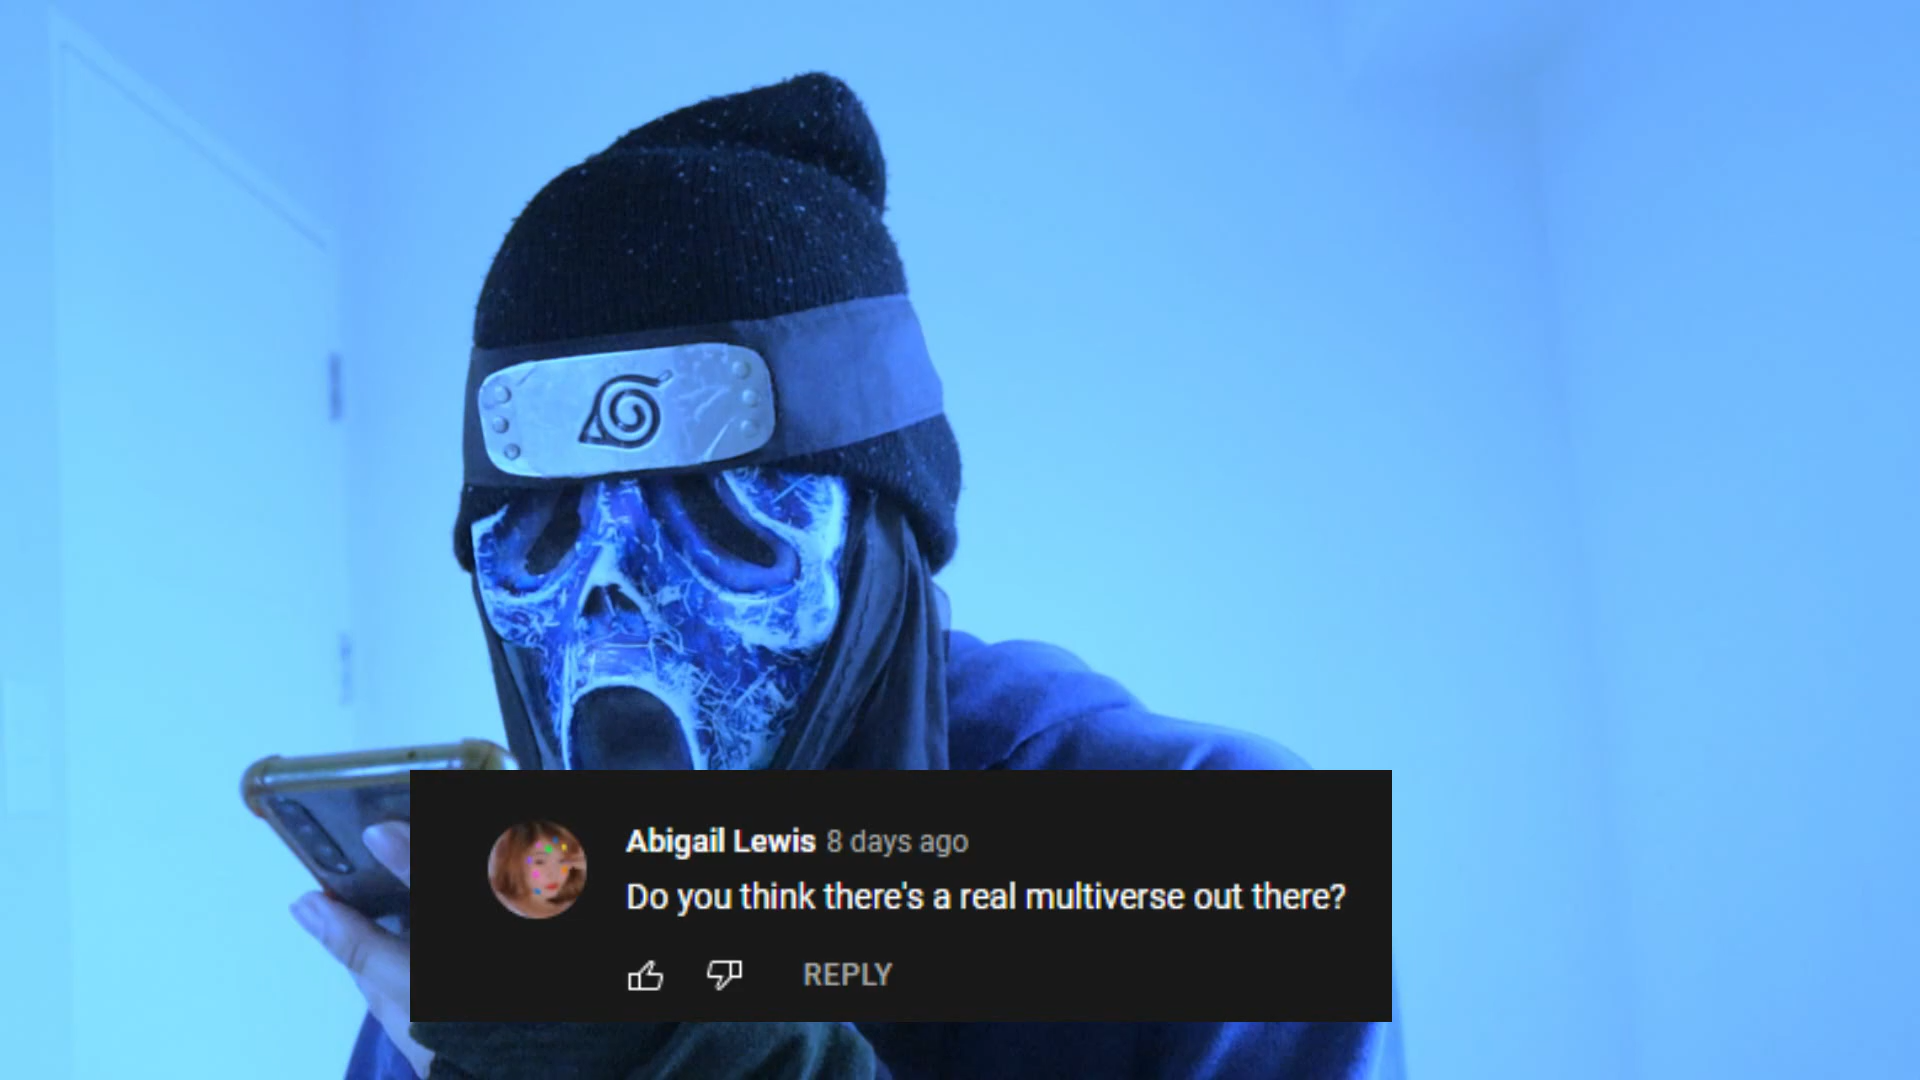 Abigail Lewis 8 days ago
Do you think there's a real multiverse out there?
REPLY